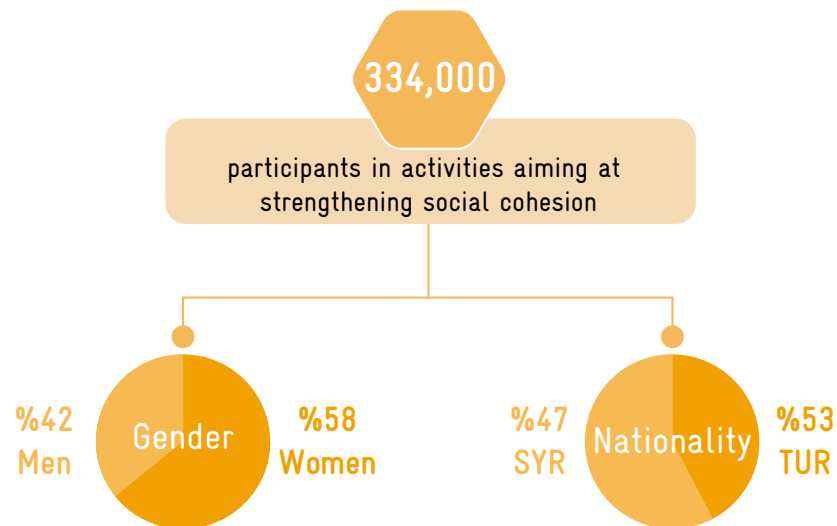 334,000
participants in activities aiming at
strengthening social cohesion
%42
Men
Gender
%58
Women
%47
SYR
Nationality
%53
TUR